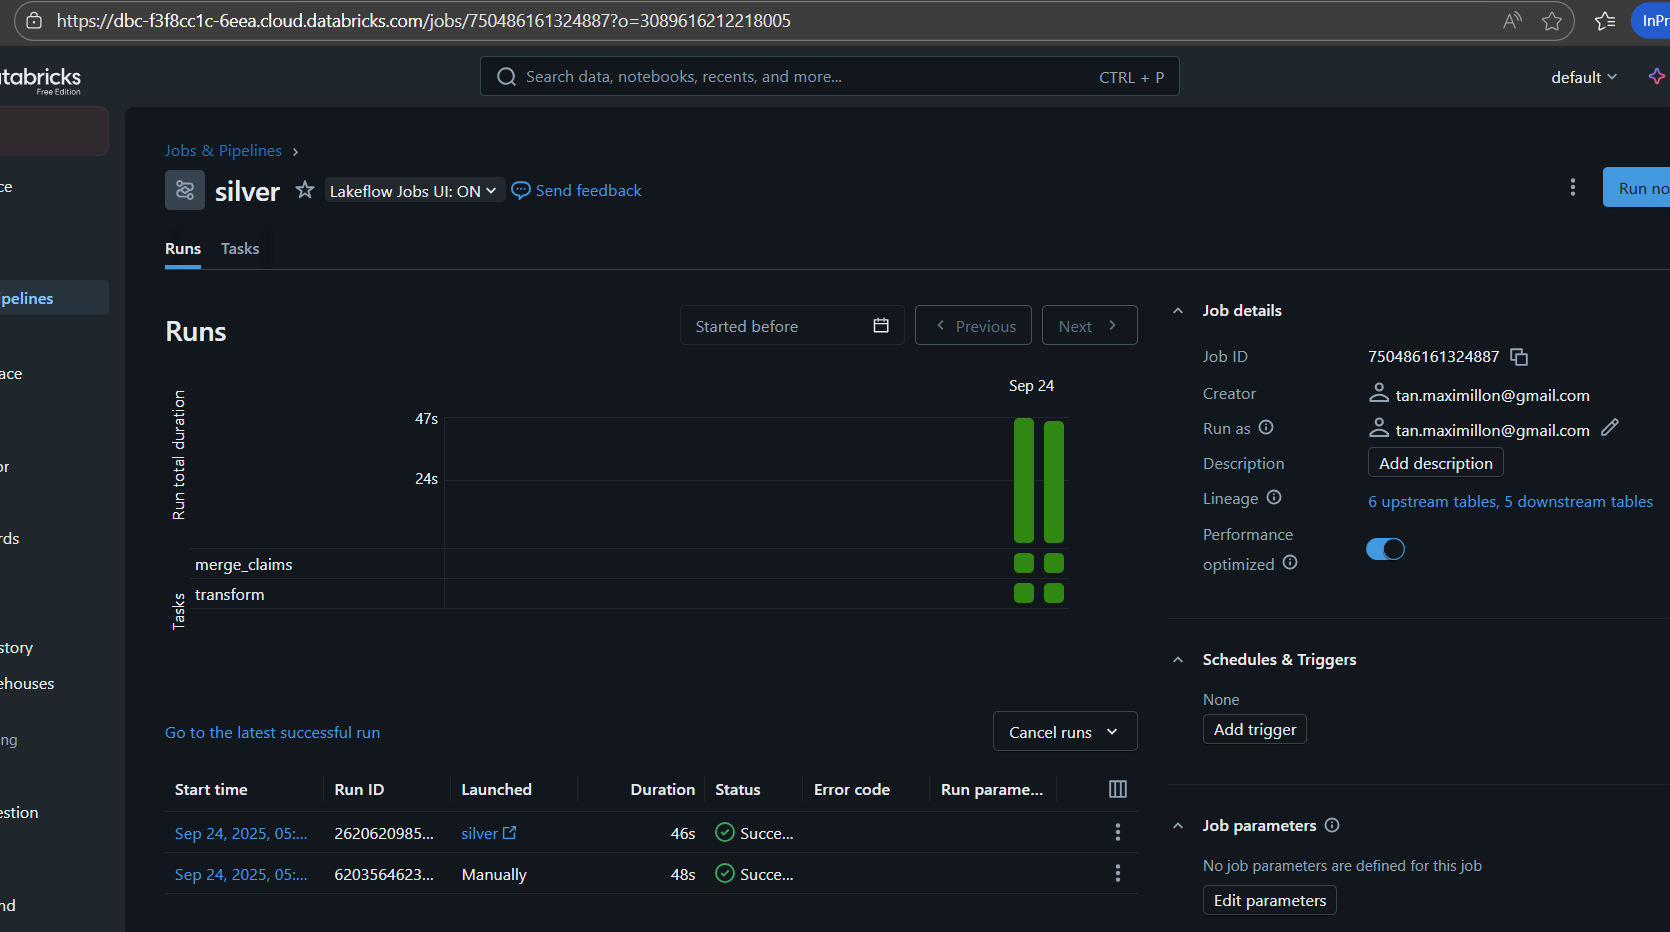 https://dbc-f3f8cc1c-6eea.cloud.databricks.com/jobs/750486161324887?o=3089616212218005
InPr
tabricks
Free Edition
Search data, notebooks, recents, and more...
CTRL + P
default
ce
ipelines
ace
or
rds
story
ehouses
ng
estion
nd
Jobs & Pipelines
silver
Lakeflow Jobs UI: ON
Send feedback
Run no
Runs
Tasks
Runs
Started before
Previous
Next
Sep 24
Run total duration
47s
24s
Tasks
merge_claims
transform
Go to the latest successful run
Cancel runs
Start time Run ID Launched Duration Status Error code Run parame...
Sep 24, 2025, 05:... 2620620985... silver 46s Succe...
Sep 24, 2025, 05:... 6203564623... Manually 48s Succe...
Job details
Job ID 750486161324887
Creator tan.maximillon@gmail.com
Run as tan.maximillon@gmail.com
Description Add description
Lineage 6 upstream tables, 5 downstream tables
Performance
optimized
Schedules & Triggers
None
Add trigger
Job parameters
No job parameters are defined for this job
Edit parameters